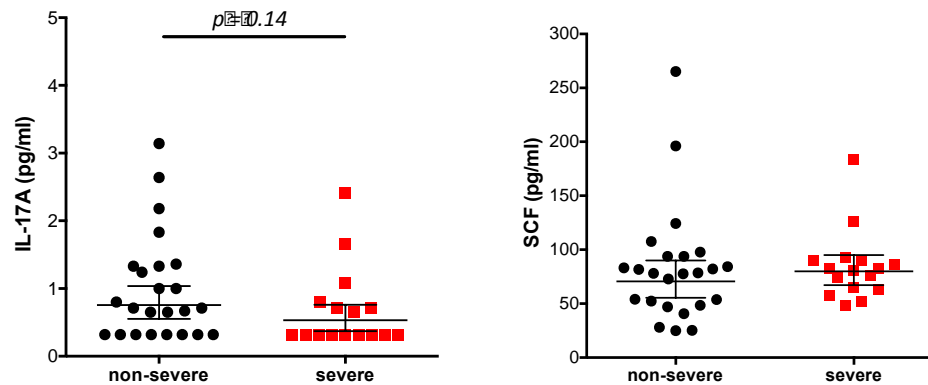 p = 0.14
IL-17A (pg/ml)
5
4
3
2
1
0
non-severe severe
SCF (pg/ml)
300
250
200
150
100
50
0
non-severe severe